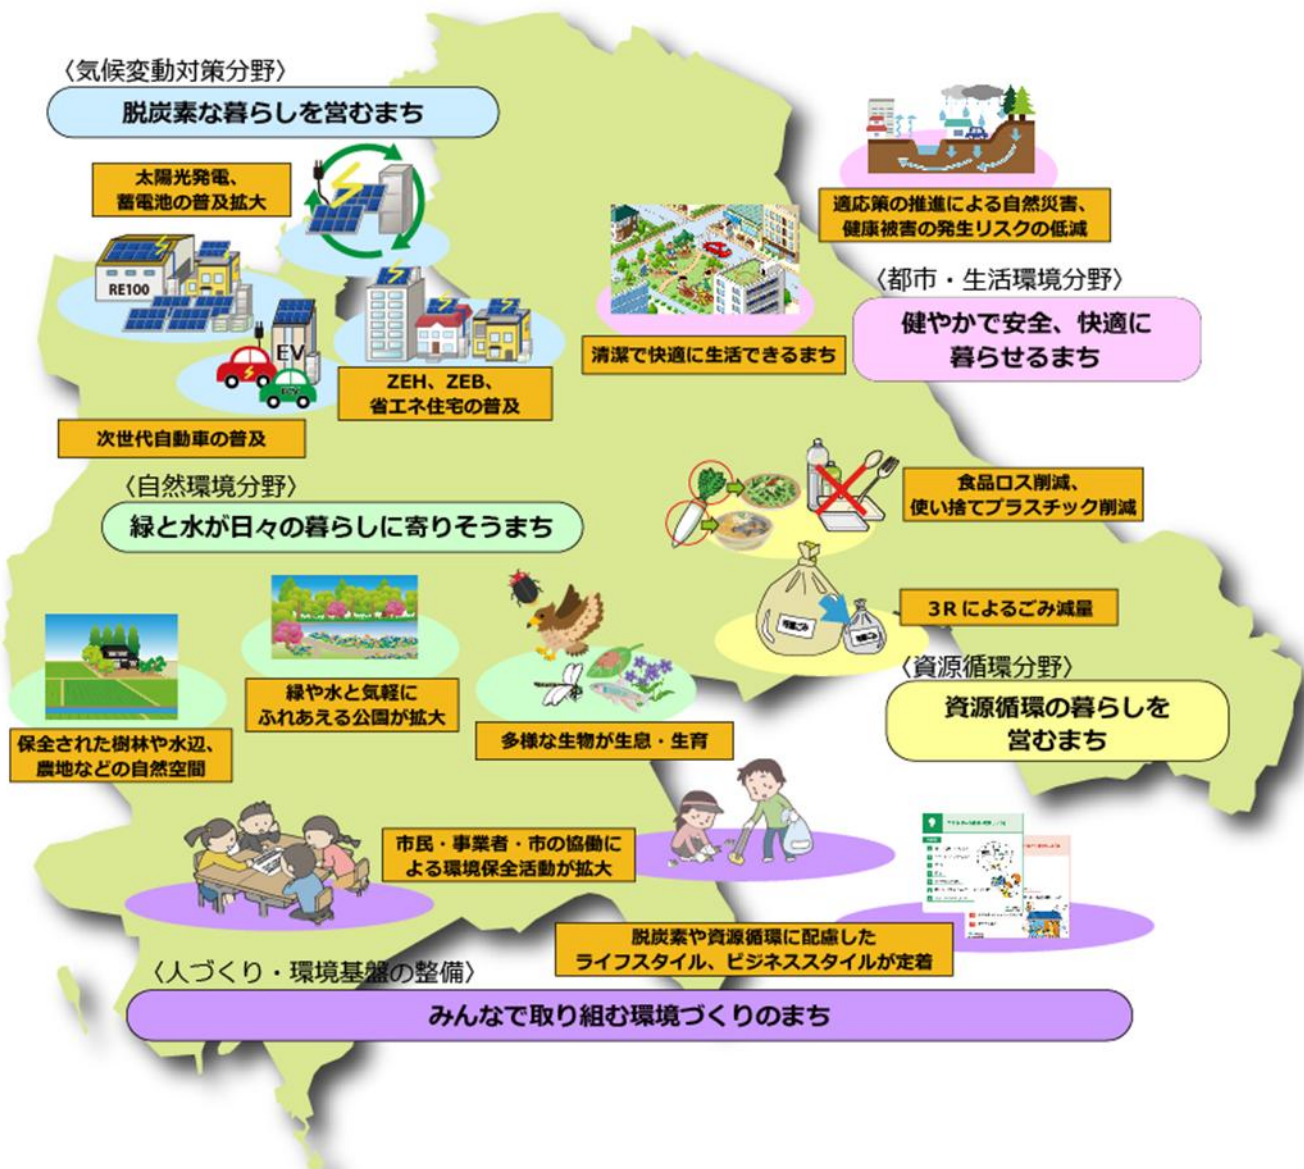 〈気候変動対策分野〉
脱炭素な暮らしを営むまち
太陽光発電、
蓄電池の普及拡大
RE100
EV
ZEH、ZEB、
省エネ住宅の普及
次世代自動車の普及
適応策の推進による自然災害、
健康被害の発生リスクの低減
〈都市・生活環境分野〉
健やかで安全、快適に
暮らせるまち
清潔で快適に生活できるまち
〈自然環境分野〉
緑と水が日々の暮らしに寄りそうまち
食品ロス削減、
使い捨てプラスチック削減
3Rによるごみ減量
〈資源循環分野〉
資源循環の暮らしを
営むまち
緑や水と気軽に
ふれあえる公園が拡大
保全された樹林や水辺、
農地などの自然空間
多様な生物が生息・生育
市民・事業者・市の協働に
よる環境保全活動が拡大
脱炭素や資源循環に配慮した
ライフスタイル、ビジネススタイルが定着
〈人づくり・環境基盤の整備〉
みんなで取り組む環境づくりのまち